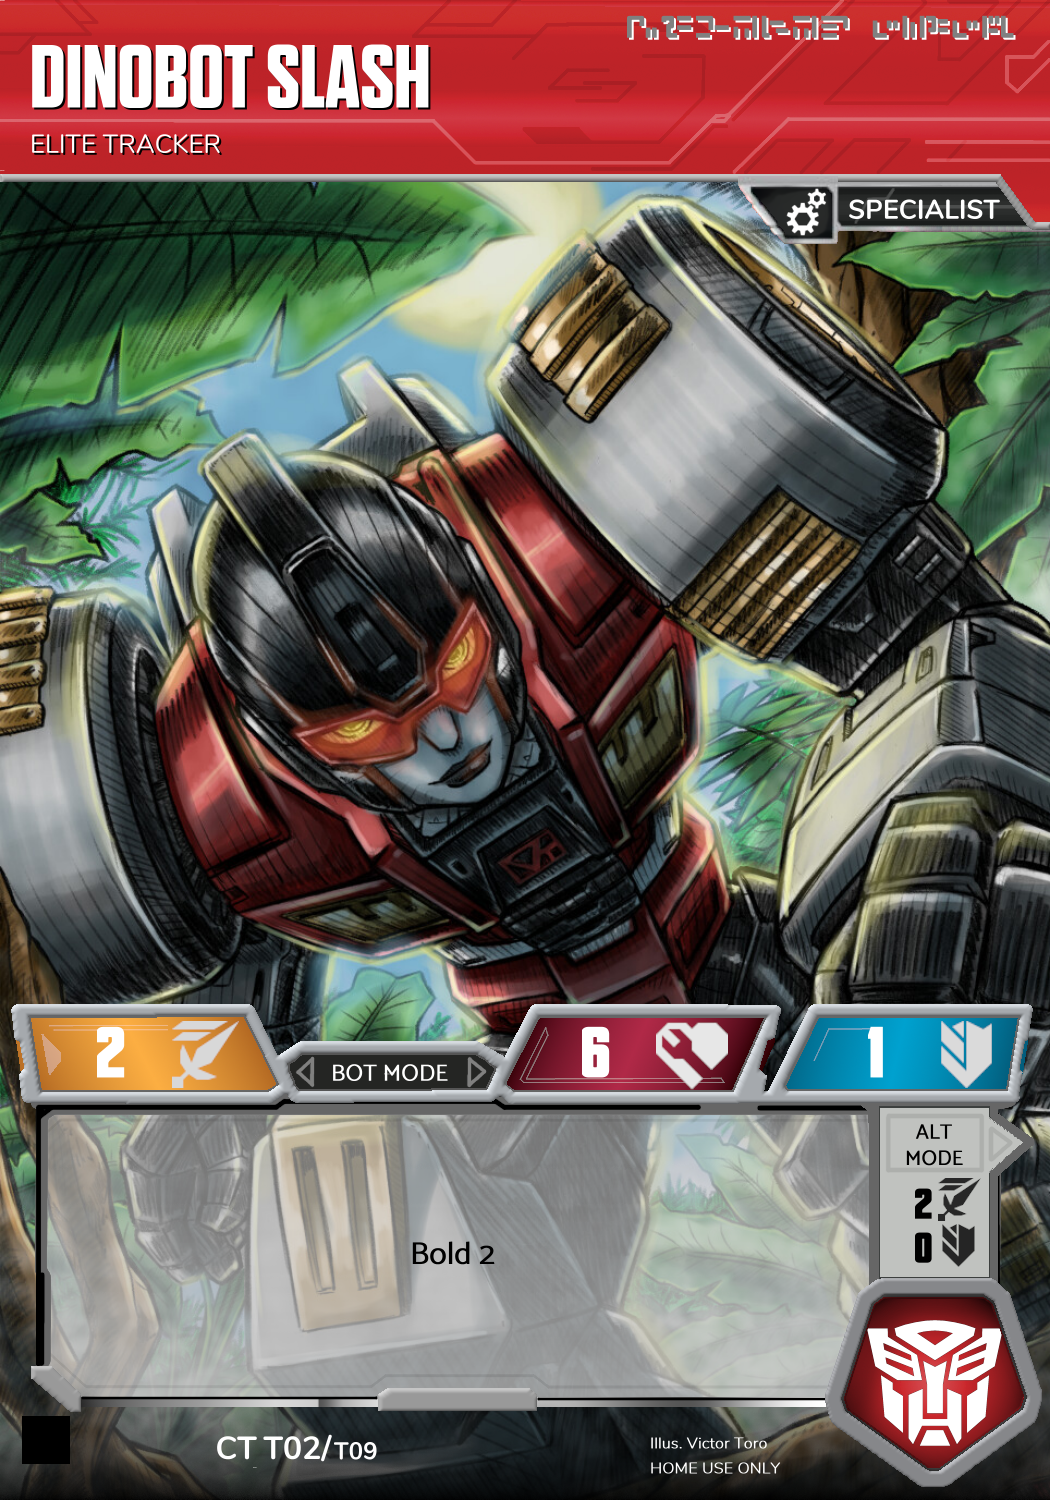 DINOBOT SLASH
ELITE TRACKER
SPECIALIST
2
BOT MODE
6
1
ALT
MODE
2
0
Bold 2
CT T02/T09
Illus. Victor Toro
HOME USE ONLY